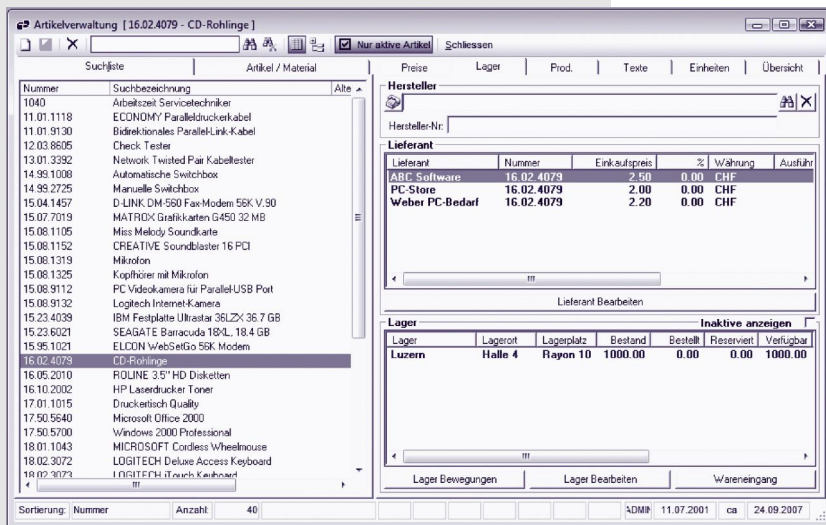 Artikelverwaltung [ 16.02.4079 - CD-Rohlinge ]
Nur aktive Artikel Schliessen
Suchliste Artikel / Material Preise Lager Prod. Texte Einheiten Übersicht
Nummer Suchbezeichnung Alte
1040 Arbeitszeit Servicetechniker
11.01.1118 ECONOMY Paralleldruckerkabel
11.01.9130 Bidirektionales Parallel-Link-Kabel
12.03.8605 Check Tester
13.01.3392 Network Twisted Pair Kabeltester
14.99.1008 Automatische Switchbox
14.99.2725 Manuelle Switchbox
15.04.1457 D-LINK DM-560 Fax-Modem 56K V.90
15.07.7019 MATROX Grafikkarten G450 32 MB
15.08.1105 Miss Melody Soundkarte
15.08.1152 CREATIVE Soundblaster 16 PCI
15.08.1319 Mikrofon
15.08.1325 Kopfhörer mit Mikrofon
15.08.9112 PC Videokamera für Parallel-USB Port
15.08.9132 Logitech Internet-Kamera
15.23.4039 IBM Festplatte Ultrastar 36LZX 36.7 GB
15.23.6021 SEAGATE Barracuda 18XL, 18.4 GB
15.95.1021 ELCON WebSetGo 56K Modem
16.02.4079 CD-Rohlinge
16.05.2010 ROLINE 3.5" HD Disketten
16.10.2002 HP Laserdrucker Toner
17.01.1015 Druckertisch Quality
17.50.5640 Microsoft Office 2000
17.50.5700 Windows 2000 Professional
18.01.1043 MICROSOFT Cordless Wheelmouse
18.02.3072 LOGITECH Deluxe Access Keyboard
18.02.3073 LOGITECH iTouch Keyboard
Hersteller
Hersteller-Nr:
Lieferant
Lieferant Nummer Einkaufspreis % Währung Ausführ
ABC Software 16.02.4079 2.50 0.00 CHF
PC-Store 16.02.4079 2.00 0.00 CHF
Weber PC-Bedarf 16.02.4079 2.20 0.00 CHF
Lieferant Bearbeiten
Lager Inaktive anzeigen
Lager Lagerort Lagerplatz Bestand Bestellt Reserviert Verfügbar
Luzern Halle 4 Rayon 10 1000.00 0.00 0.00 1000.00
Lager Bewegungen Lager Bearbeiten Wareneingang
Sortierung: Nummer Anzahl: 40 ADMIN 11.07.2001 ca 24.09.2007